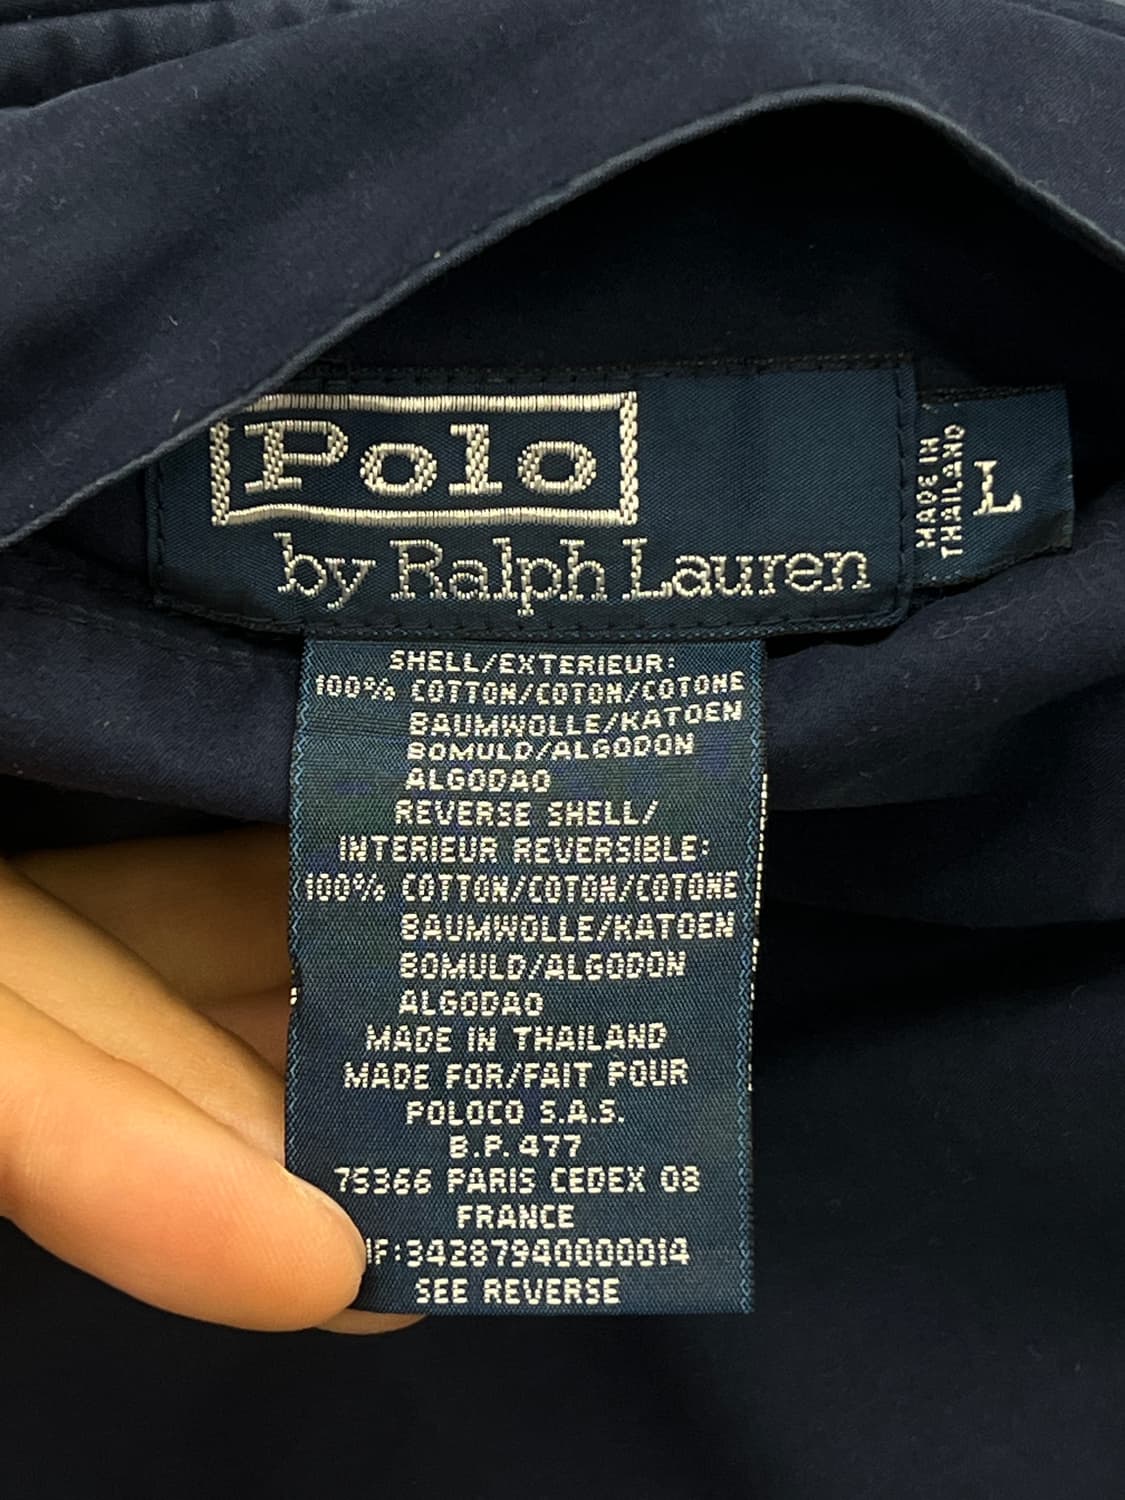 Polo
by Ralph Lauren
MADE IN
THAILAND
L
SHELL/EXTERIEUR:
100% COTTON/COTON/COTONE
BAUMWOLLE/KATOEN
BOMULD/ALGODON
ALGODAO
REVERSE SHELL/
INTERIEUR REVERSIBLE:
100% COTTON/COTON/COTONE
BAUMWOLLE/KATOEN
BOMULD/ALGODON
ALGODAO
MADE IN THAILAND
MADE FOR/FAIT POUR
POLOCO S.A.S.
B.P. 477
75366 PARIS CEDEX 08
FRANCE
IF:34287940000014
SEE REVERSE